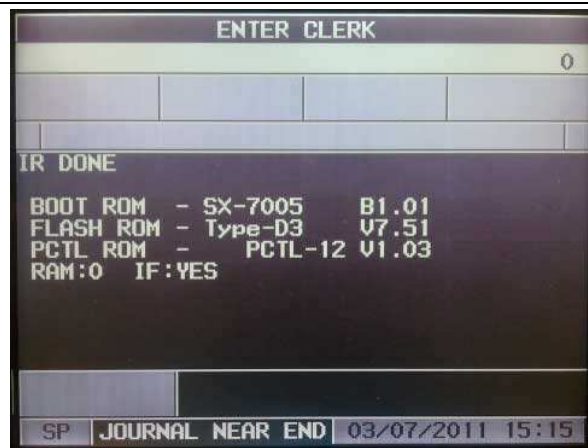 ENTER CLERK
0
IR DONE
BOOT ROM - SX-7005 B1.01
FLASH ROM - Type-D3 V7.51
PCTL ROM - PCTL-12 V1.03
RAM:0 IF:YES
SP JOURNAL NEAR END 03/07/2011 15:15